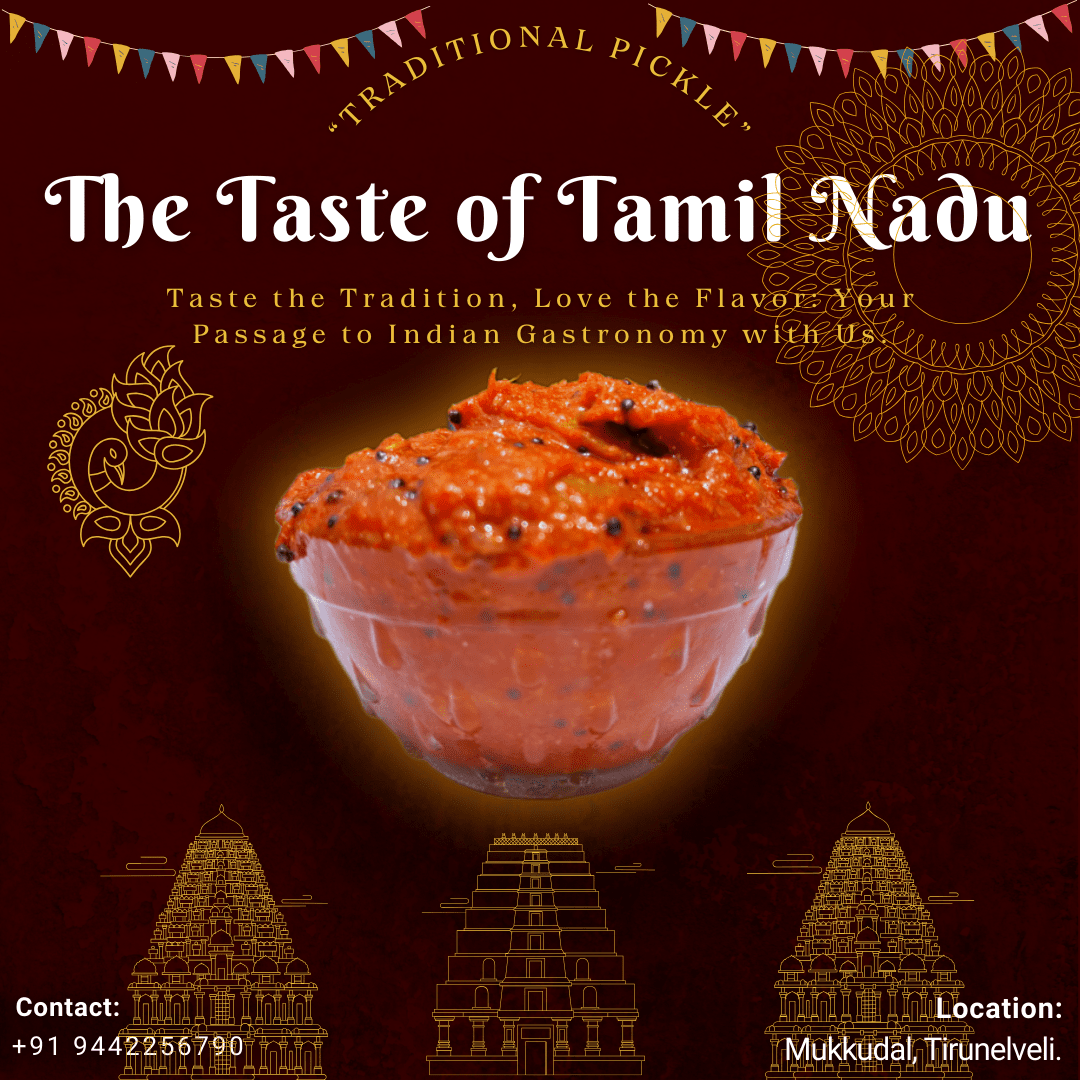 “TRADITIONAL PICKLE”
The Taste of Tamil Nadu
Taste the Tradition, Love the Flavor: Your
Passage to Indian Gastronomy with Us.
Contact:
+91 9442256790
Location:
Mukkudal, Tirunelveli.